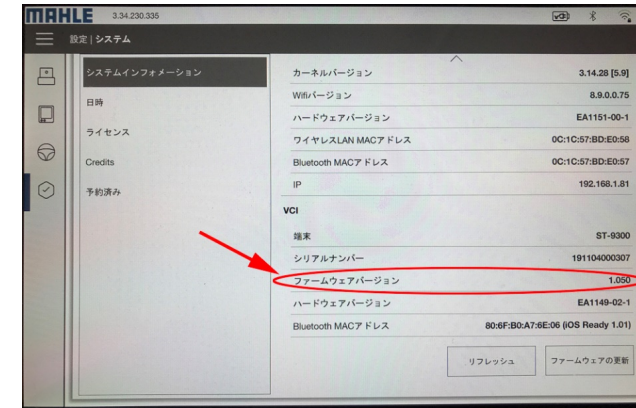 MAHLE 3.34.230.335
設定 | システム
システムインフォメーション
日時
ライセンス
Credits
予約済み
カーネルバージョン 3.14.28 [5.9]
Wifiバージョン 8.9.0.0.75
ハードウェアバージョン EA1151-00-1
ワイヤレスLAN MACアドレス 0C:1C:57:BD:E0:58
Bluetooth MACアドレス 0C:1C:57:BD:E0:57
IP 192.168.1.81
VCI
端末 ST-9300
シリアルナンバー 191104000307
ファームウェアバージョン 1.050
ハードウェアバージョン EA1149-02-1
Bluetooth MACアドレス 80:6F:B0:A7:6E:06 (iOS Ready 1.01)
リフレッシュ ファームウェアの更新